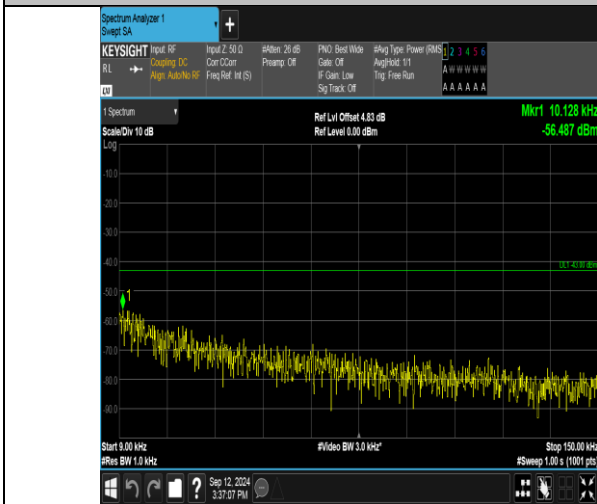 Spectrum Analyzer 1
Swept SA
+
KEYSIGHT
Input: RF
Input Z: 50 Ω
#Atten: 26 dB
PNO: Best Wide
#Avg Type: Power (RMS
1 2 3 4 5 6
RL
Coupling: DC
Corr CCorr
Preamp: Off
Gate: Off
Avg|Hold: 1/1
A W W W W W
Align: Auto/No RF
Freq Ref: Int (S)
IF Gain: Low
Trig: Free Run
Sig Track: Off
A A A A A A
LXI
1 Spectrum
Ref Lvl Offset 4.83 dB
Mkr1 10.128 kHz
Scale/Div 10 dB
Ref Level 0.00 dBm
-56.487 dBm
Log
-10.0
-20.0
-30.0
-40.0
DL1 -43.00 dBm
-50.0
1
-60.0
-70.0
-80.0
-90.0
Start 9.00 kHz
#Video BW 3.0 kHz*
Stop 150.00 kHz
#Res BW 1.0 kHz
#Sweep 1.00 s (1001 pts)
?
Sep 12, 2024
3:37:07 PM